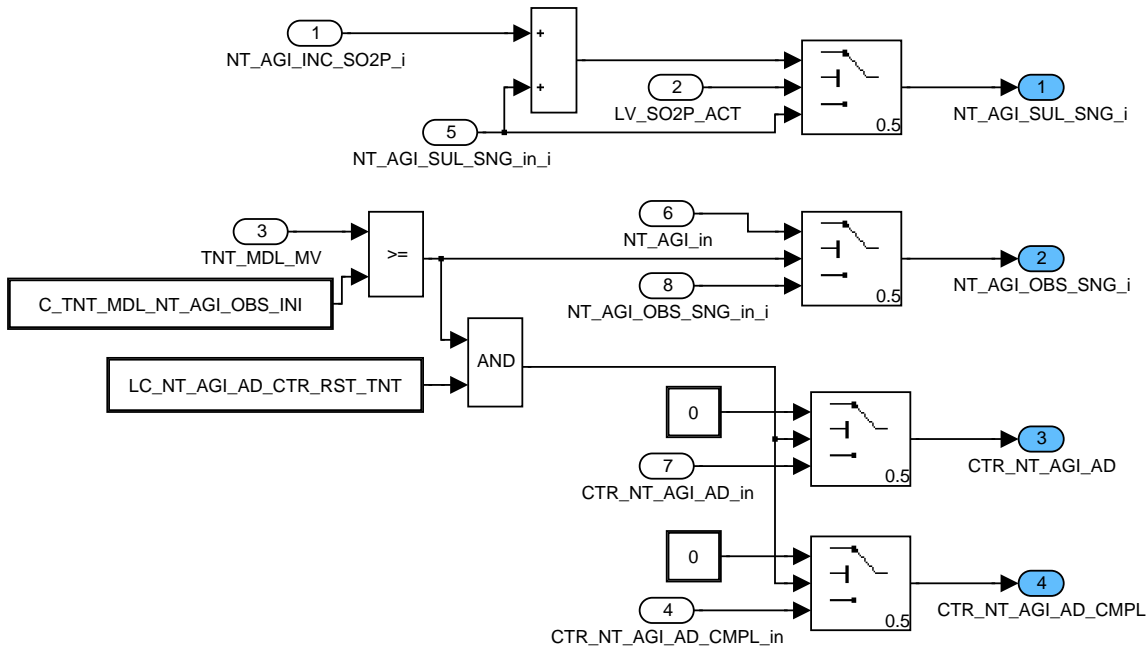 1
NT_AGI_INC_SO2P_i
+
+
5
NT_AGI_SUL_SNG_in_i
2
LV_SO2P_ACT
0.5
1
NT_AGI_SUL_SNG_i
3
TNT_MDL_MV
C_TNT_MDL_NT_AGI_OBS_INI
>=
6
NT_AGI_in
8
NT_AGI_OBS_SNG_in_i
0.5
2
NT_AGI_OBS_SNG_i
LC_NT_AGI_AD_CTR_RST_TNT
AND
0
7
CTR_NT_AGI_AD_in
0.5
3
CTR_NT_AGI_AD
0
4
CTR_NT_AGI_AD_CMPL_in
0.5
4
CTR_NT_AGI_AD_CMPL